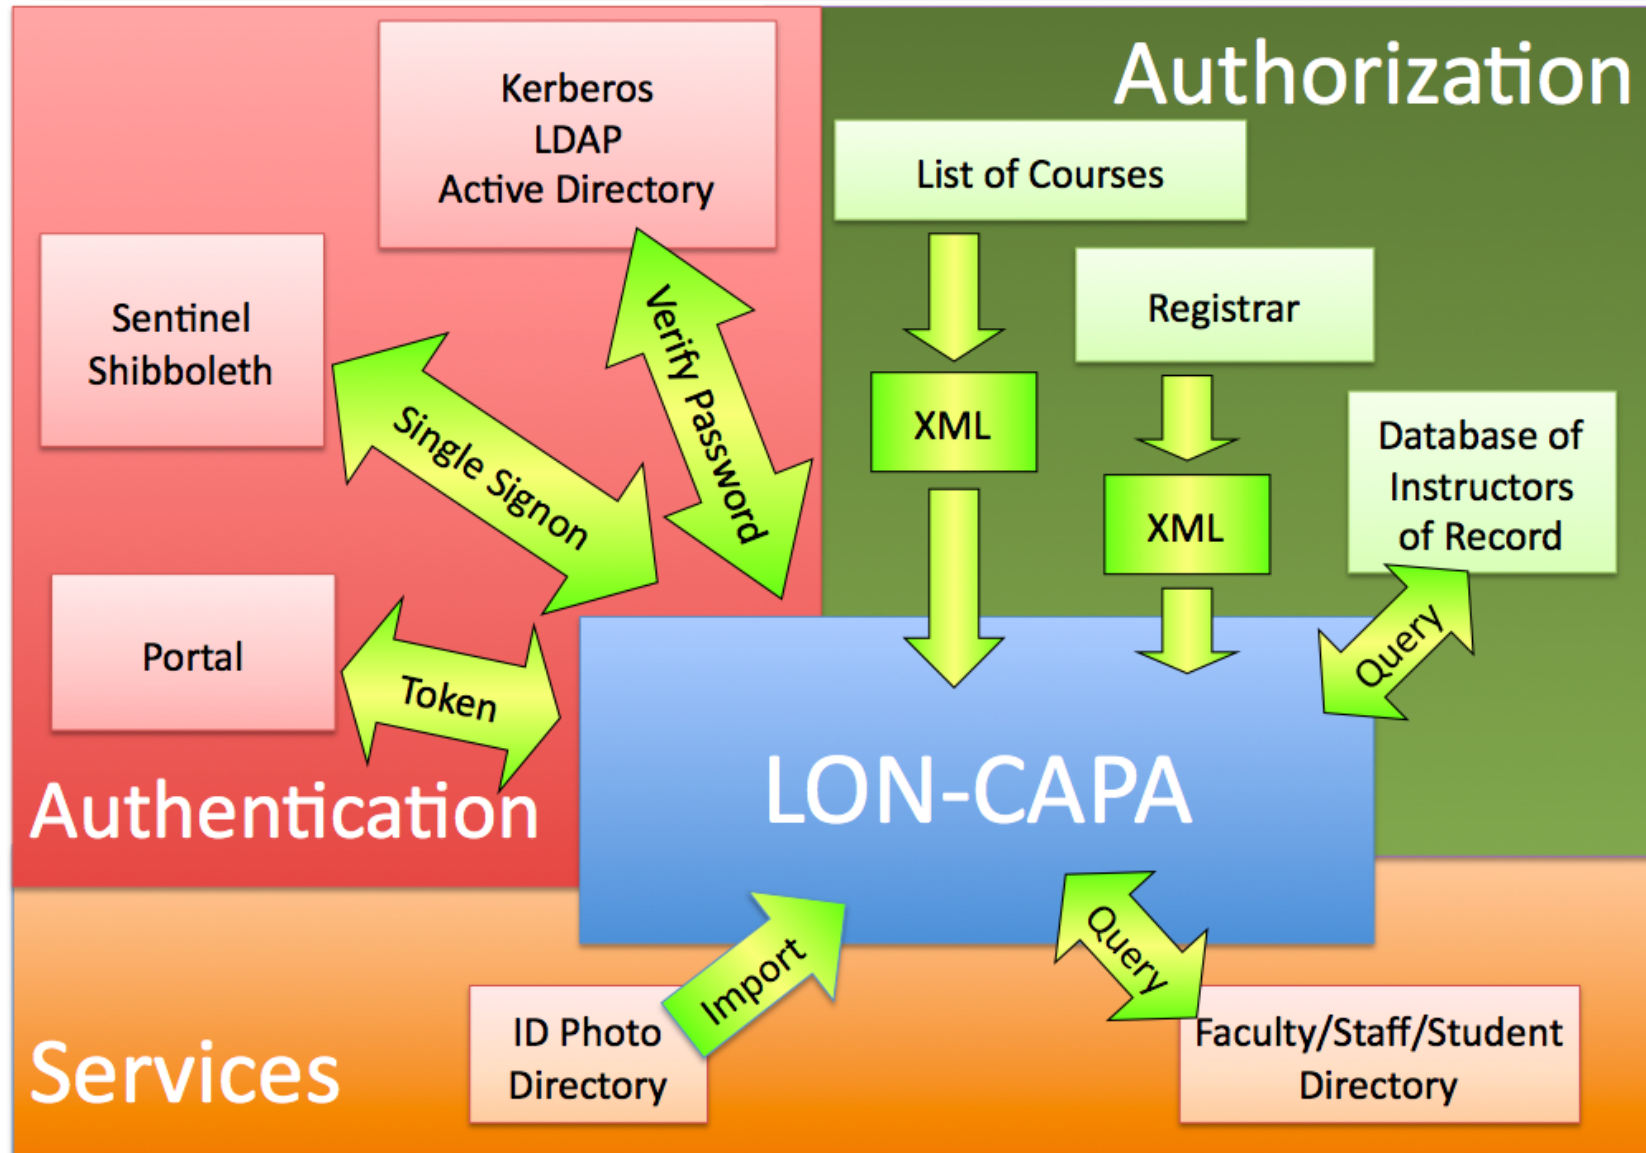 Kerberos
LDAP
Active Directory
Authorization
List of Courses
Sentinel
Shibboleth
Registrar
Verify Password
Single Signon
XML
XML
Database of
Instructors
of Record
Portal
Token
Query
LON-CAPA
Authentication
Import
Query
Services
ID Photo
Directory
Faculty/Staff/Student
Directory